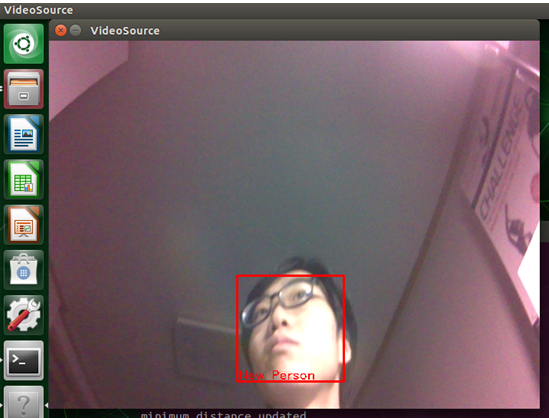 VideoSource
VideoSource
CHALLENGE
New Person
minimum distance updated